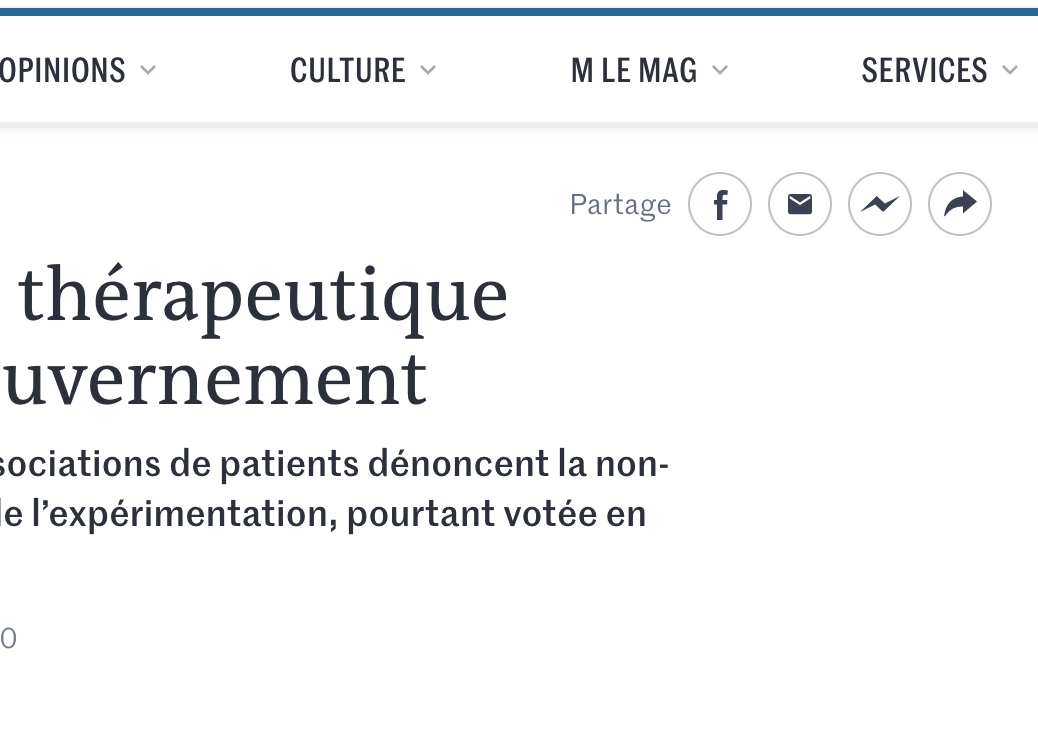 OPINIONS CULTURE M LE MAG SERVICES
Partage
thérapeutique
uvernement
sociations de patients dénoncent la non-
le l’expérimentation, pourtant votée en
0